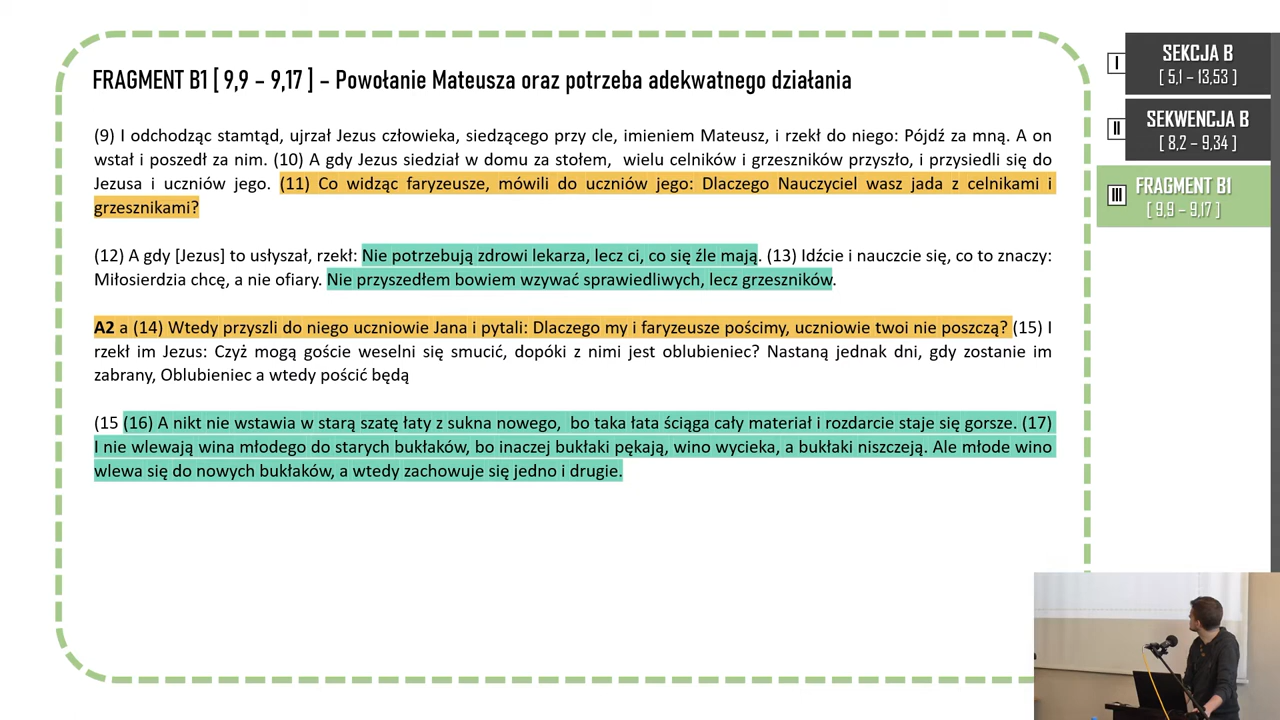 FRAGMENT B1 [ 9,9 – 9,17 ] – Powołanie Mateusza oraz potrzeba adekwatnego działania
(9) I odchodząc stamtąd, ujrzał Jezus człowieka, siedzącego przy cle, imieniem Mateusz, i rzekł do niego: Pójdź za mną. A on
wstał i poszedł za nim. (10) A gdy Jezus siedział w domu za stołem, wielu celników i grzeszników przyszło, i przysiedli się do
Jezusa i uczniów jego. (11) Co widząc faryzeusze, mówili do uczniów jego: Dlaczego Nauczyciel wasz jada z celnikami i
grzesznikami?
(12) A gdy [Jezus] to usłyszał, rzekł: Nie potrzebują zdrowi lekarza, lecz ci, co się źle mają. (13) Idźcie i nauczcie się, co to znaczy:
Miłosierdzia chcę, a nie ofiary. Nie przyszedłem bowiem wzywać sprawiedliwych, lecz grzeszników.
A2 a (14) Wtedy przyszli do niego uczniowie Jana i pytali: Dlaczego my i faryzeusze pościmy, uczniowie twoi nie poszczą? (15) I
rzekł im Jezus: Czyż mogą goście weselni się smucić, dopóki z nimi jest oblubieniec? Nastaną jednak dni, gdy zostanie im
zabrany, Oblubieniec a wtedy pościć będą
(15 (16) A nikt nie wstawia w starą szatę łaty z sukna nowego, bo taka łata ściąga cały materiał i rozdarcie staje się gorsze. (17)
I nie wlewają wina młodego do starych bukłaków, bo inaczej bukłaki pękają, wino wycieka, a bukłaki niszczeją. Ale młode wino
wlewa się do nowych bukłaków, a wtedy zachowuje się jedno i drugie.
I
SEKCJA B
[ 5,1 – 13,53 ]
II
SEKWENCJA B
[ 8,2 – 9,34 ]
III
FRAGMENT B1
[ 9,9 – 9,17 ]